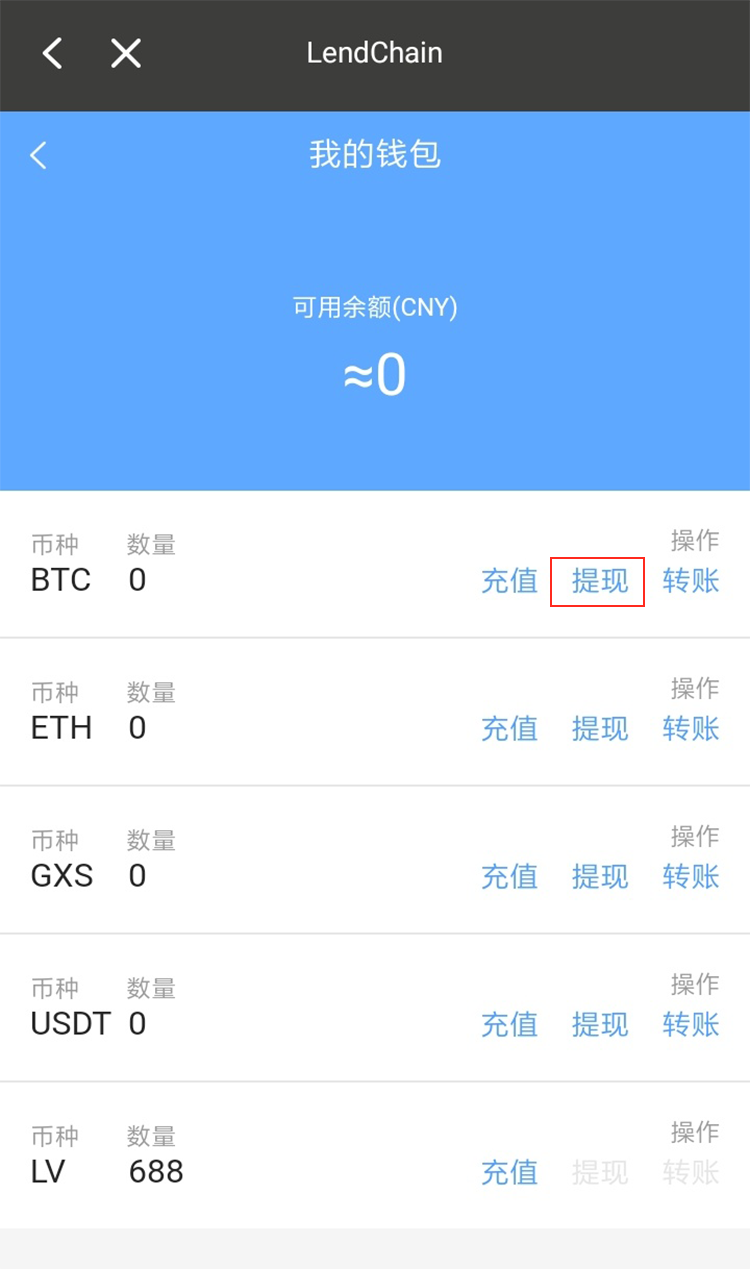 LendChain
我的钱包
可用余额(CNY)
≈0
币种 数量 操作
BTC 0 充值 提现 转账
币种 数量 操作
ETH 0 充值 提现 转账
币种 数量 操作
GXS 0 充值 提现 转账
币种 数量 操作
USDT 0 充值 提现 转账
币种 数量 操作
LV 688 充值 提现 转账